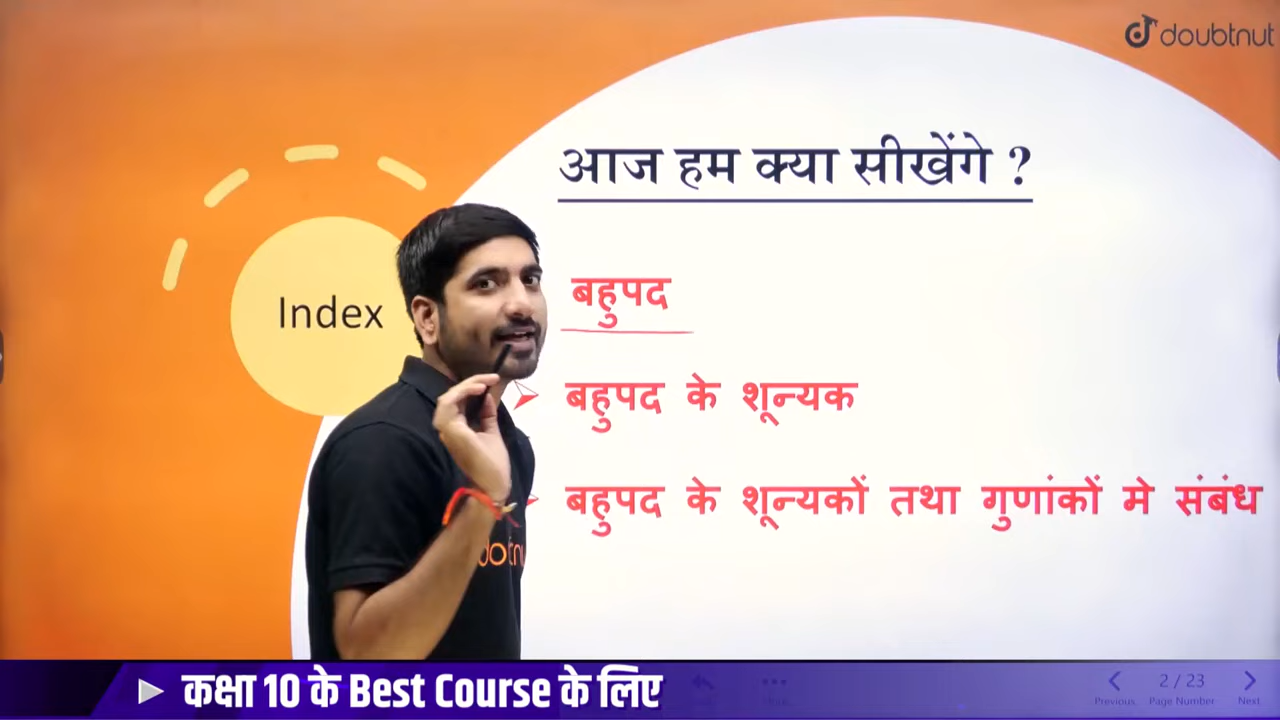 doubtnut
आज हम क्या सीखेंगे ?
Index
बहुपद
बहुपद के शून्यक
बहुपद के शून्यकों तथा गुणांकों मे संबंध
कक्षा 10 के Best Course के लिए
2 / 23
Previous Page Number Next